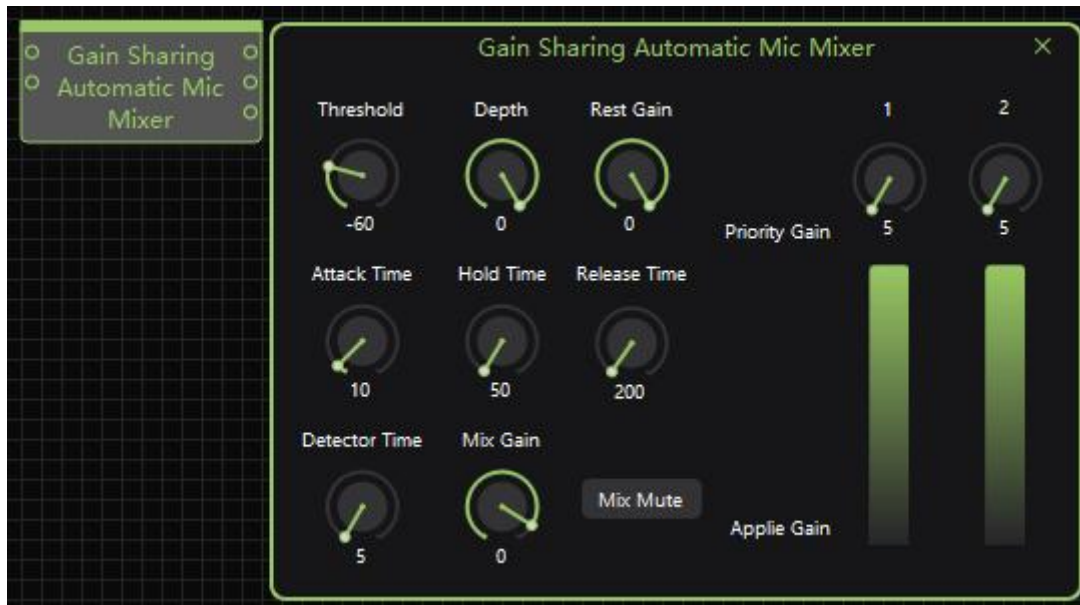 Gain Sharing
Automatic Mic
Mixer
Gain Sharing Automatic Mic Mixer
Threshold Depth Rest Gain 1 2
-60 0 0 Priority Gain 5 5
Attack Time Hold Time Release Time
10 50 200
Detector Time Mix Gain
Mix Mute
Applie Gain
5 0